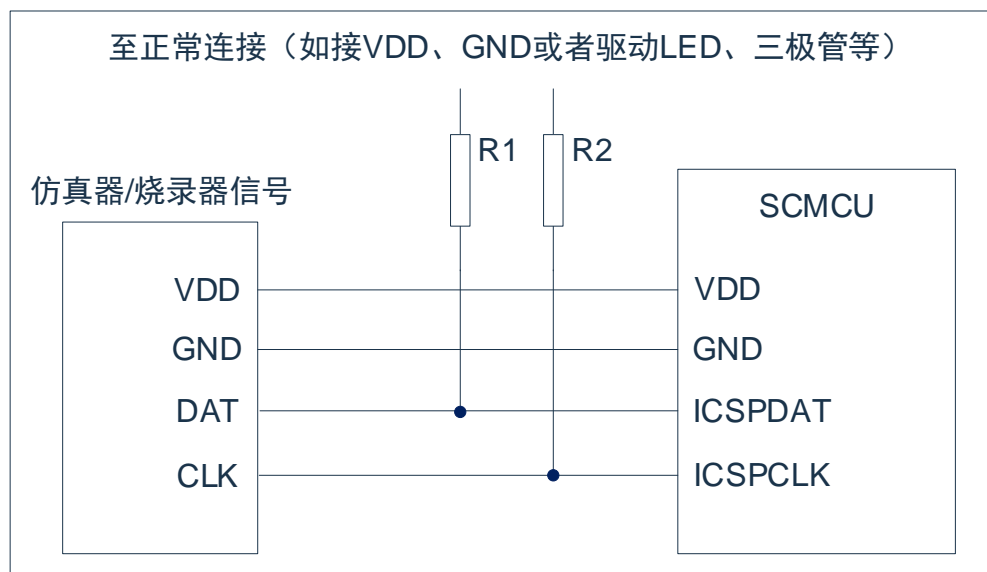 至正常连接（如接VDD、GND或者驱动LED、三极管等）
R1 R2
仿真器/烧录器信号
SCMCU
VDD VDD
GND GND
DAT ICSPDAT
CLK ICSPCLK